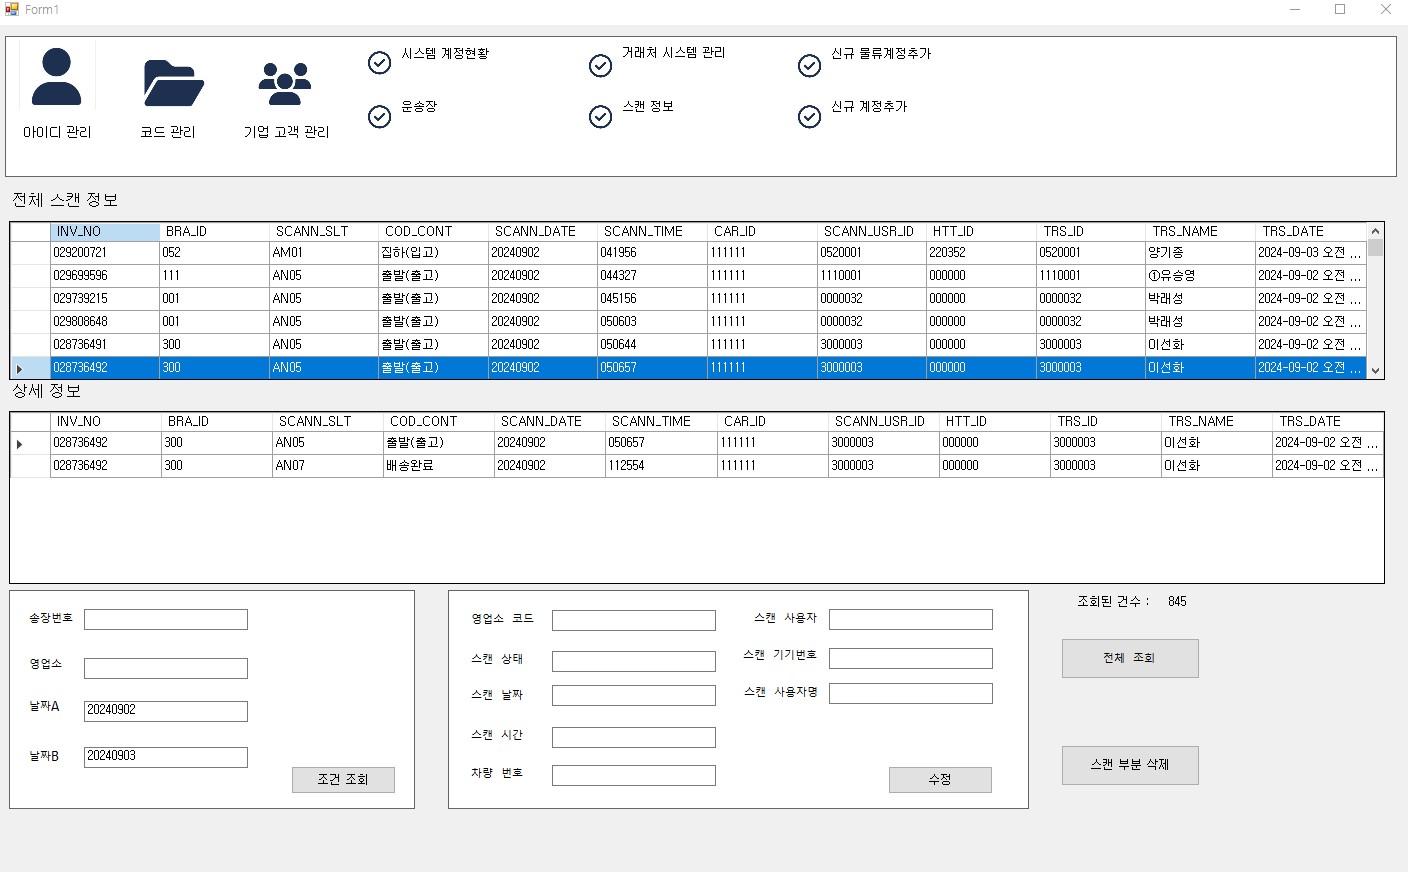 Form1
시스템 계정현황 거래처 시스템 관리 신규 물류계정추가
운송장 스캔 정보 신규 계정추가
아이디 관리 코드 관리 기업 고객 관리
전체 스캔 정보
INV_NO BRA_ID SCANN_SLT COD_CONT SCANN_DATE SCANN_TIME CAR_ID SCANN_USR_ID HTT_ID TRS_ID TRS_NAME TRS_DATE
029200721 052 AM01 집하(입고) 20240902 041956 111111 0520001 220352 0520001 양기종 2024-09-03 오전 ...
029699596 111 AN05 출발(출고) 20240902 044327 111111 1110001 000000 1110001 ①유승영 2024-09-02 오전 ...
029739215 001 AN05 출발(출고) 20240902 045156 111111 0000032 000000 0000032 박래성 2024-09-02 오전 ...
029808648 001 AN05 출발(출고) 20240902 050603 111111 0000032 000000 0000032 박래성 2024-09-02 오전 ...
028736491 300 AN05 출발(출고) 20240902 050644 111111 3000003 000000 3000003 이선화 2024-09-02 오전 ...
028736492 300 AN05 출발(출고) 20240902 050657 111111 3000003 000000 3000003 이선화 2024-09-02 오전 ...
상세 정보
INV_NO BRA_ID SCANN_SLT COD_CONT SCANN_DATE SCANN_TIME CAR_ID SCANN_USR_ID HTT_ID TRS_ID TRS_NAME TRS_DATE
028736492 300 AN05 출발(출고) 20240902 050657 111111 3000003 000000 3000003 이선화 2024-09-02 오전 ...
028736492 300 AN07 배송완료 20240902 112554 111111 3000003 000000 3000003 이선화 2024-09-02 오전 ...
송장번호
영업소
날짜A 20240902
날짜B 20240903
조건 조회
영업소 코드 스캔 사용자
스캔 상태 스캔 기기번호
스캔 날짜 스캔 사용자명
스캔 시간
차량 번호
수정
조회된 건수 : 845
전체 조회
스캔 부분 삭제